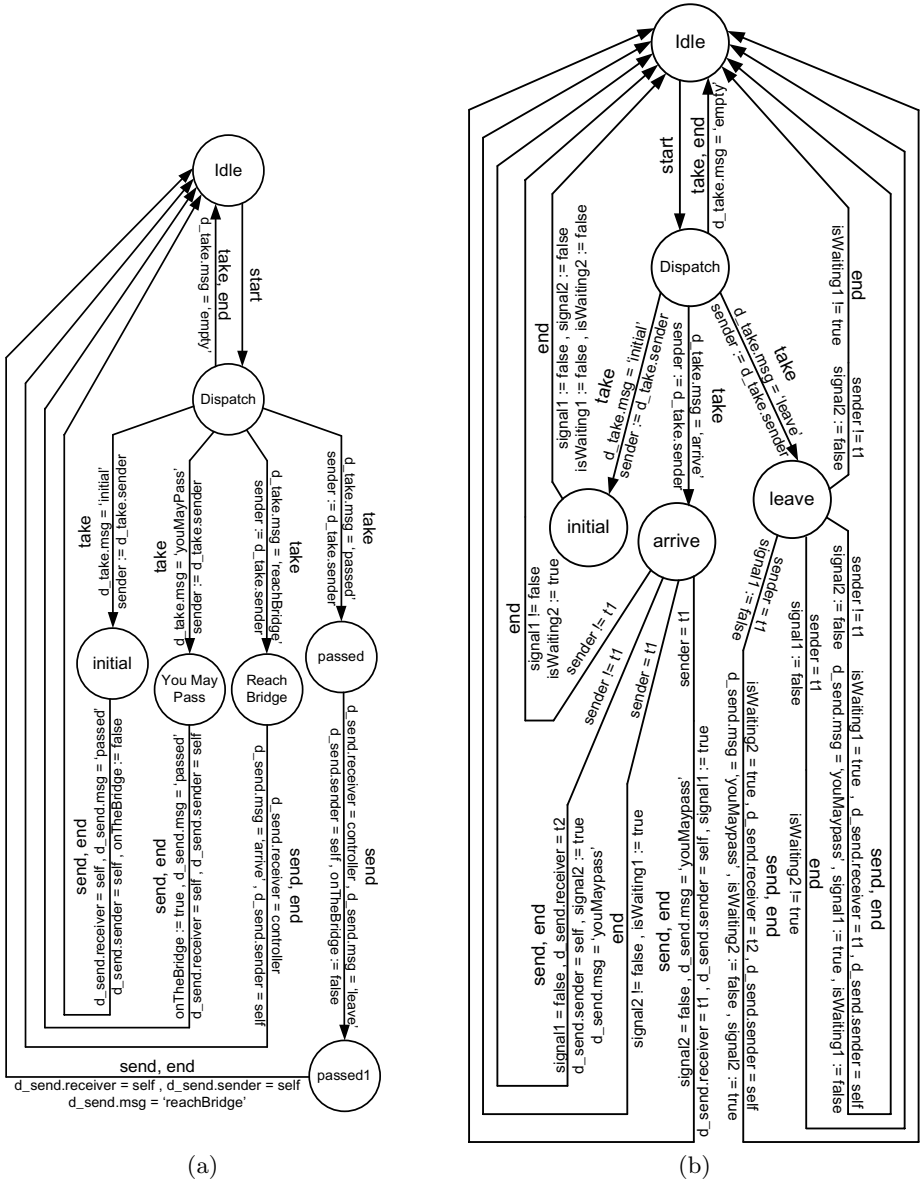 Idle
start
take, end
d_take.msg = 'empty'
Dispatch
take
d_take.msg = 'initial'
sender := d_take.sender
take
d_take.msg = 'youMayPass'
sender := d_take.sender
take
d_take.msg = 'reachBridge'
sender := d_take.sender
take
d_take.msg = 'passed'
sender := d_take.sender
initial
You May
Pass
Reach
Bridge
passed
send, end
d_send.receiver = self , d_send.msg = 'passed'
d_send.sender = self , onTheBridge := false
send, end
onTheBridge := true , d_send.msg = 'passed'
d_send.receiver = self , d_send.sender = self
send, end
d_send.receiver = controller
d_send.msg = 'arrive' , d_send.sender = self
send
d_send.receiver = controller, d_send.msg = 'leave'
d_send.sender = self , onTheBridge := false
passed1
send, end
d_send.receiver = self , d_send.sender = self
d_send.msg = 'reachBridge'
(a)
Idle
start
take, end
d_take.msg = 'empty'
Dispatch
take
d_take.msg = 'initial'
sender := d_take.sender
take
d_take.msg = 'arrive'
sender := d_take.sender
take
d_take.msg = 'leave'
sender := d_take.sender
initial
arrive
leave
end
signal1 := false , signal2 := false
isWaiting1 := false , isWaiting2 := false
end
signal1 != false
isWaiting2 := true
sender != t1
sender != t1
send, end
signal1 = false , d_send.receiver = t2
d_send.sender = self , signal2 := true
d_send.msg = 'youMaypass'
sender = t1
end
signal2 != false , isWaiting1 := true
sender = t1
send, end
signal2 = false , d_send.msg = 'youMaypass'
d_send.receiver = t1 , d_send.sender = self , signal1 := true
sender = t1
signal1 := false
send, end
isWaiting2 = true , d_send.receiver = t2 , d_send.sender = self
d_send.msg = 'youMaypass' , isWaiting2 := false , signal2 := true
sender = t1
signal1 := false
end
isWaiting2 != true
sender != t1
signal2 := false
send, end
isWaiting1 = true , d_send.receiver = t1 , d_send.sender = self
d_send.msg = 'youMaypass' , signal1 := true , isWaiting1 := false
end
isWaiting1 != true
sender != t1
signal2 := false
(b)